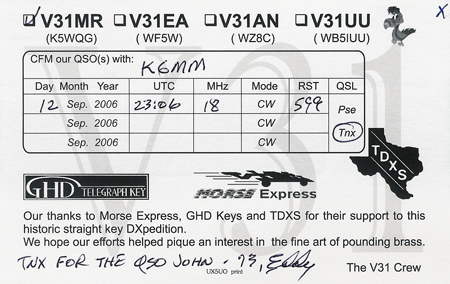 V31MR V31EA V31AN V31UU
(K5WQG) (WF5W) (WZ8C) (WB5IUU)
CFM our QSO(s) with: K6MM
Day Month Year UTC MHz Mode RST QSL
12 Sep. 2006 23:06 18 CW 599 Pse
Sep. 2006 CW
Sep. 2006 CW Tnx
V31
TDXS
GHD TELEGRAPH KEY MORSE Express
Our thanks to Morse Express, GHD Keys and TDXS for their support to this
historic straight key DXpedition.
We hope our efforts helped pique an interest in the fine art of pounding brass.
TNX FOR THE QSO JOHN - 73, Eddy
UX5UO print
The V31 Crew